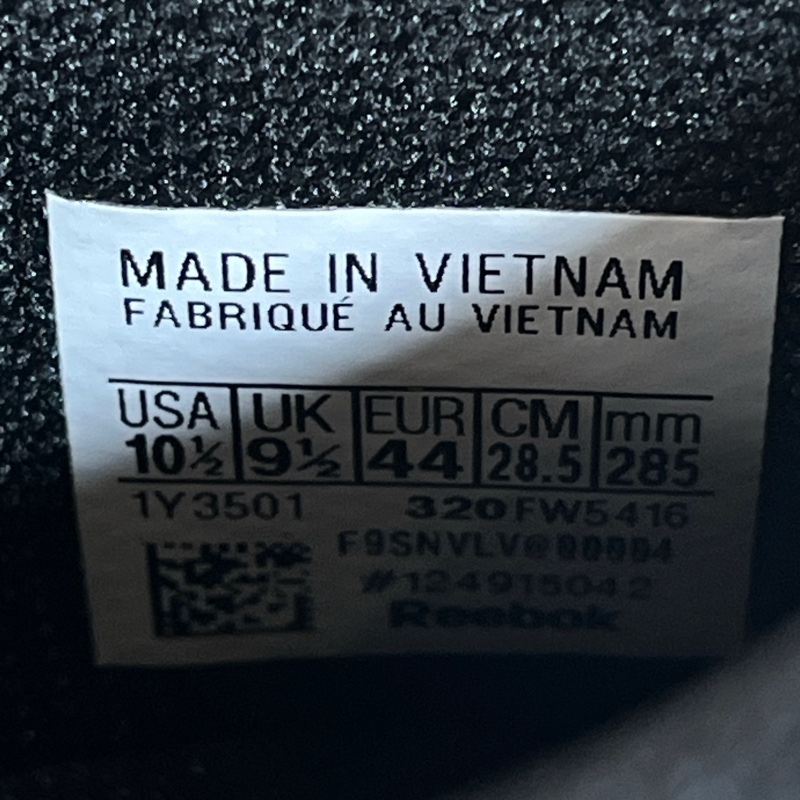 MADE IN VIETNAM
FABRIQUÉ AU VIETNAM
USA UK EUR CM mm
10½ 9½ 44 28.5 285
1Y3501 320FW5416
#124915042
Reebok